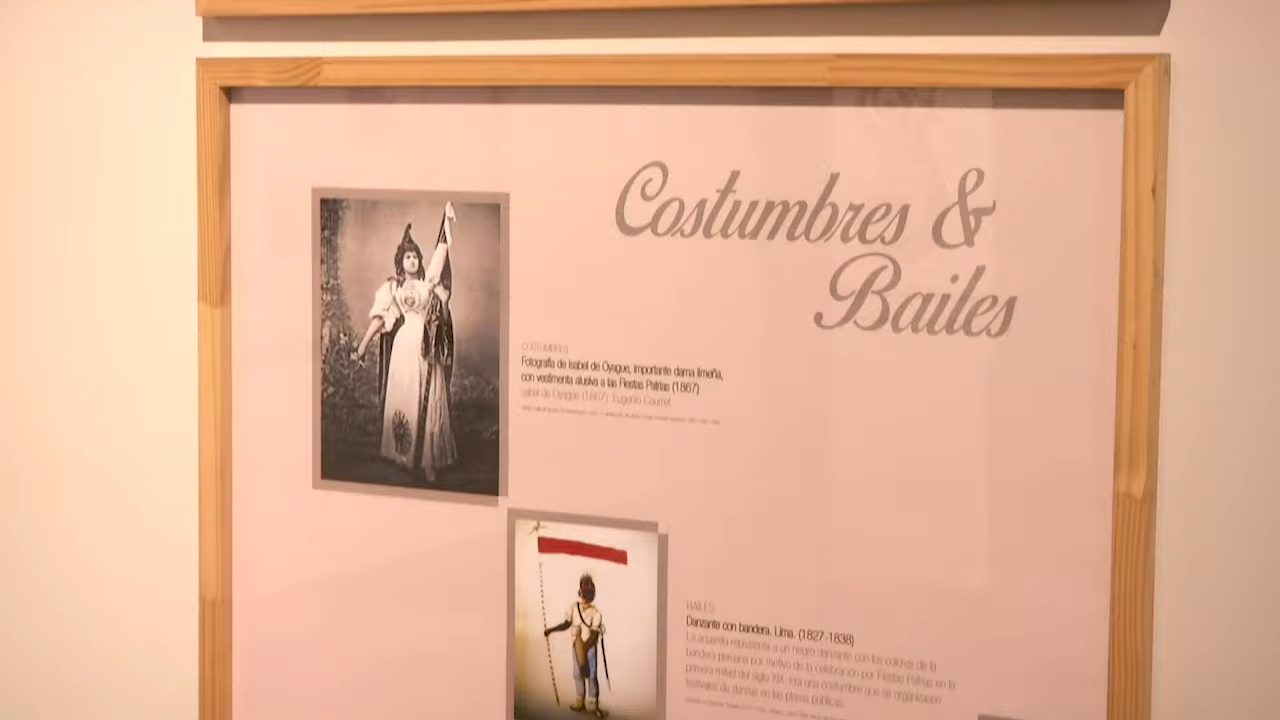 Costumbres &
Bailes
COSTUMBRES
Fotografía de Isabel de Oyague, importante dama limeña,
con vestimenta alusiva a las Fiestas Patrias (1867)
Isabel de Oyague (1867). Eugenio Courret
BAILES
Danzante con bandera. Lima. (1827-1838)
La acuarela representa a un negro danzante con los colores de la
bandera peruana por motivo de la celebración por Fiestas Patrias en la
primera mitad del siglo XIX. Era una costumbre que se organizasen
festivales de danzas en las plazas públicas.